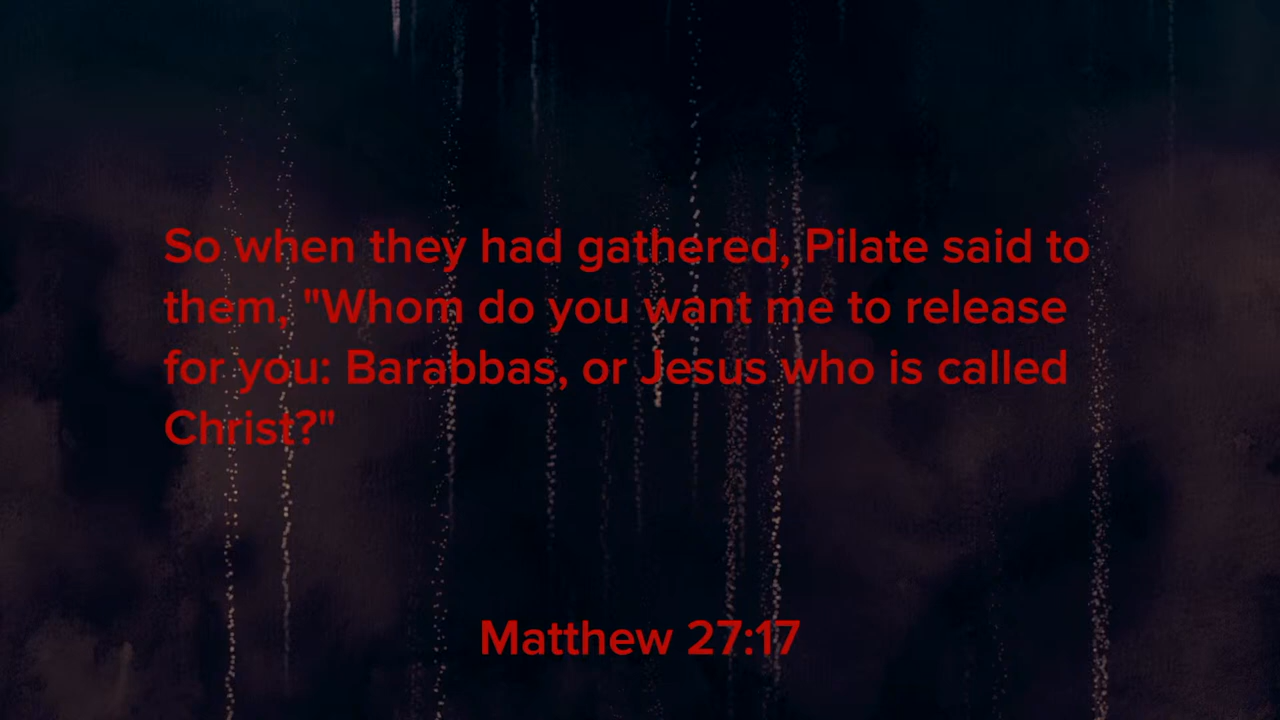 So when they had gathered, Pilate said to
them, "Whom do you want me to release
for you: Barabbas, or Jesus who is called
Christ?"
Matthew 27:17